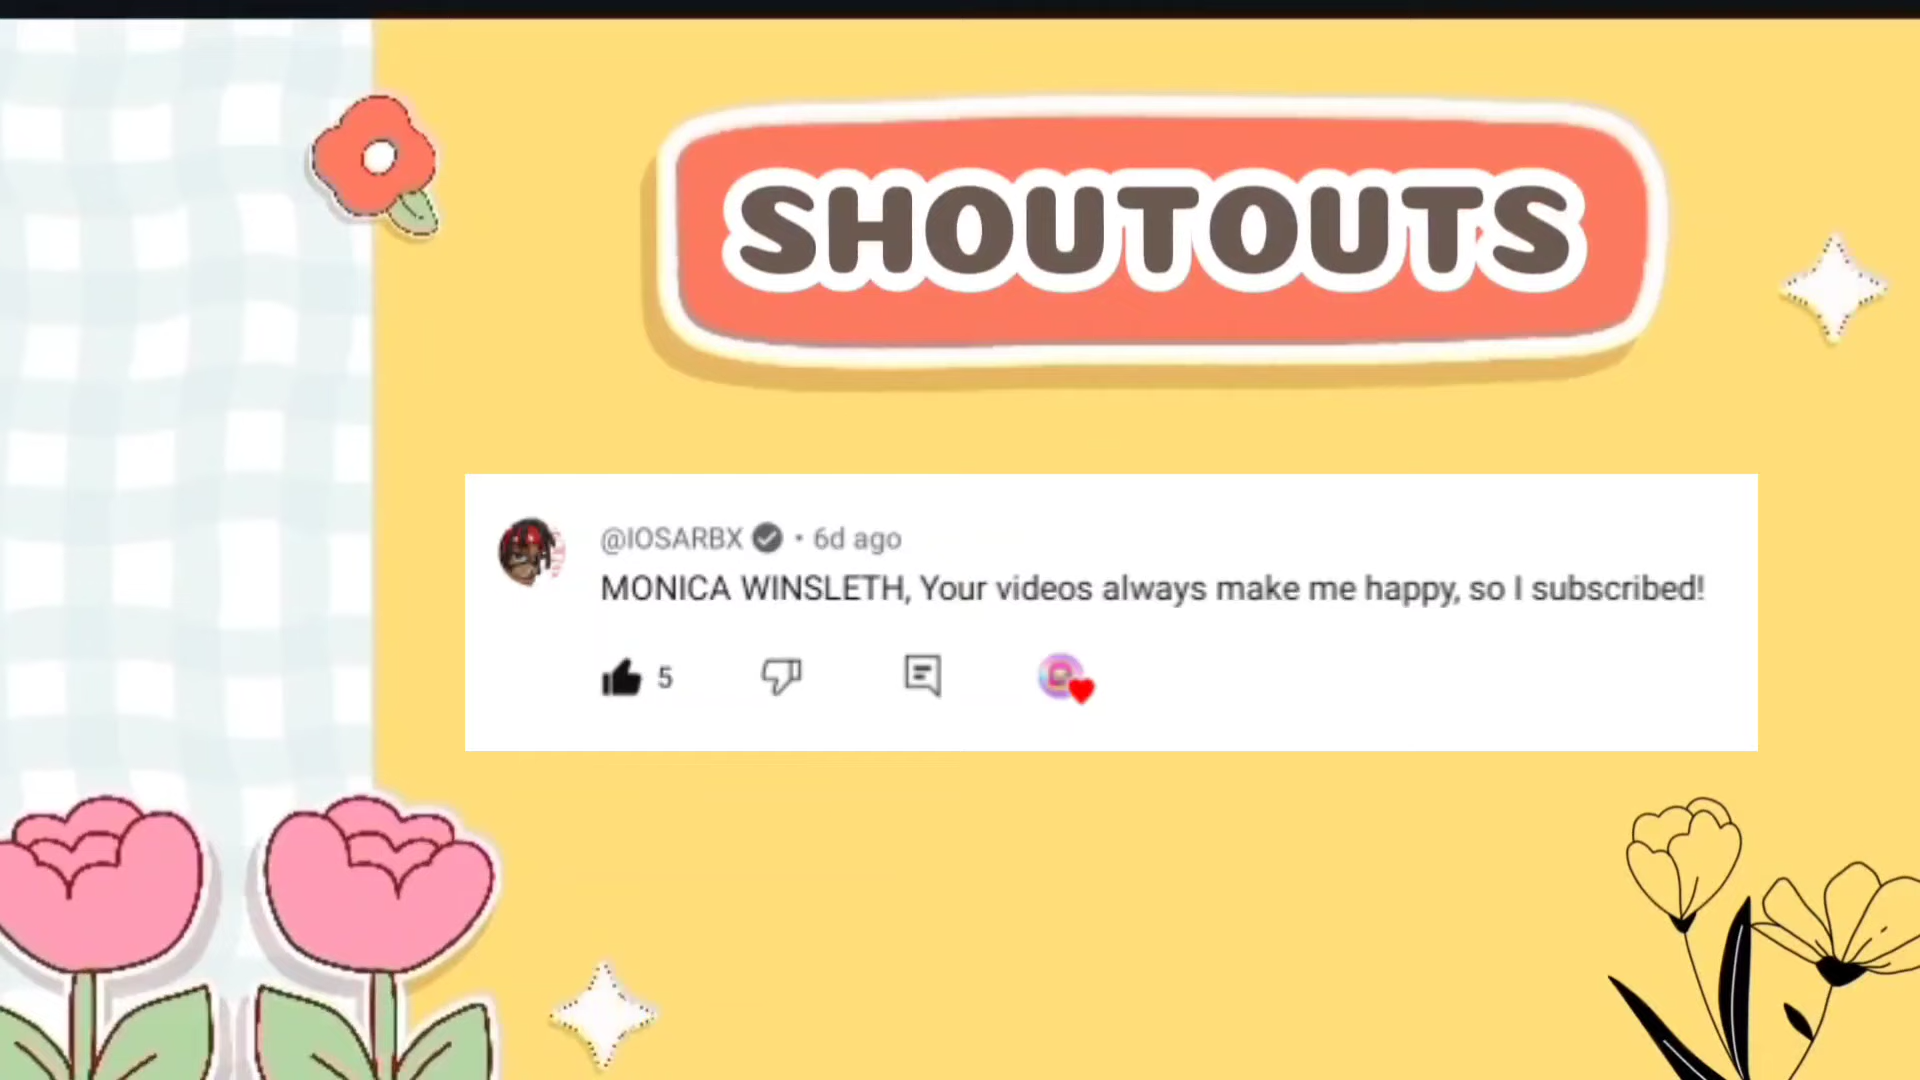 SHOUTOUTS
@IOSARBX • 6d ago
MONICA WINSLETH, Your videos always make me happy, so I subscribed!
5